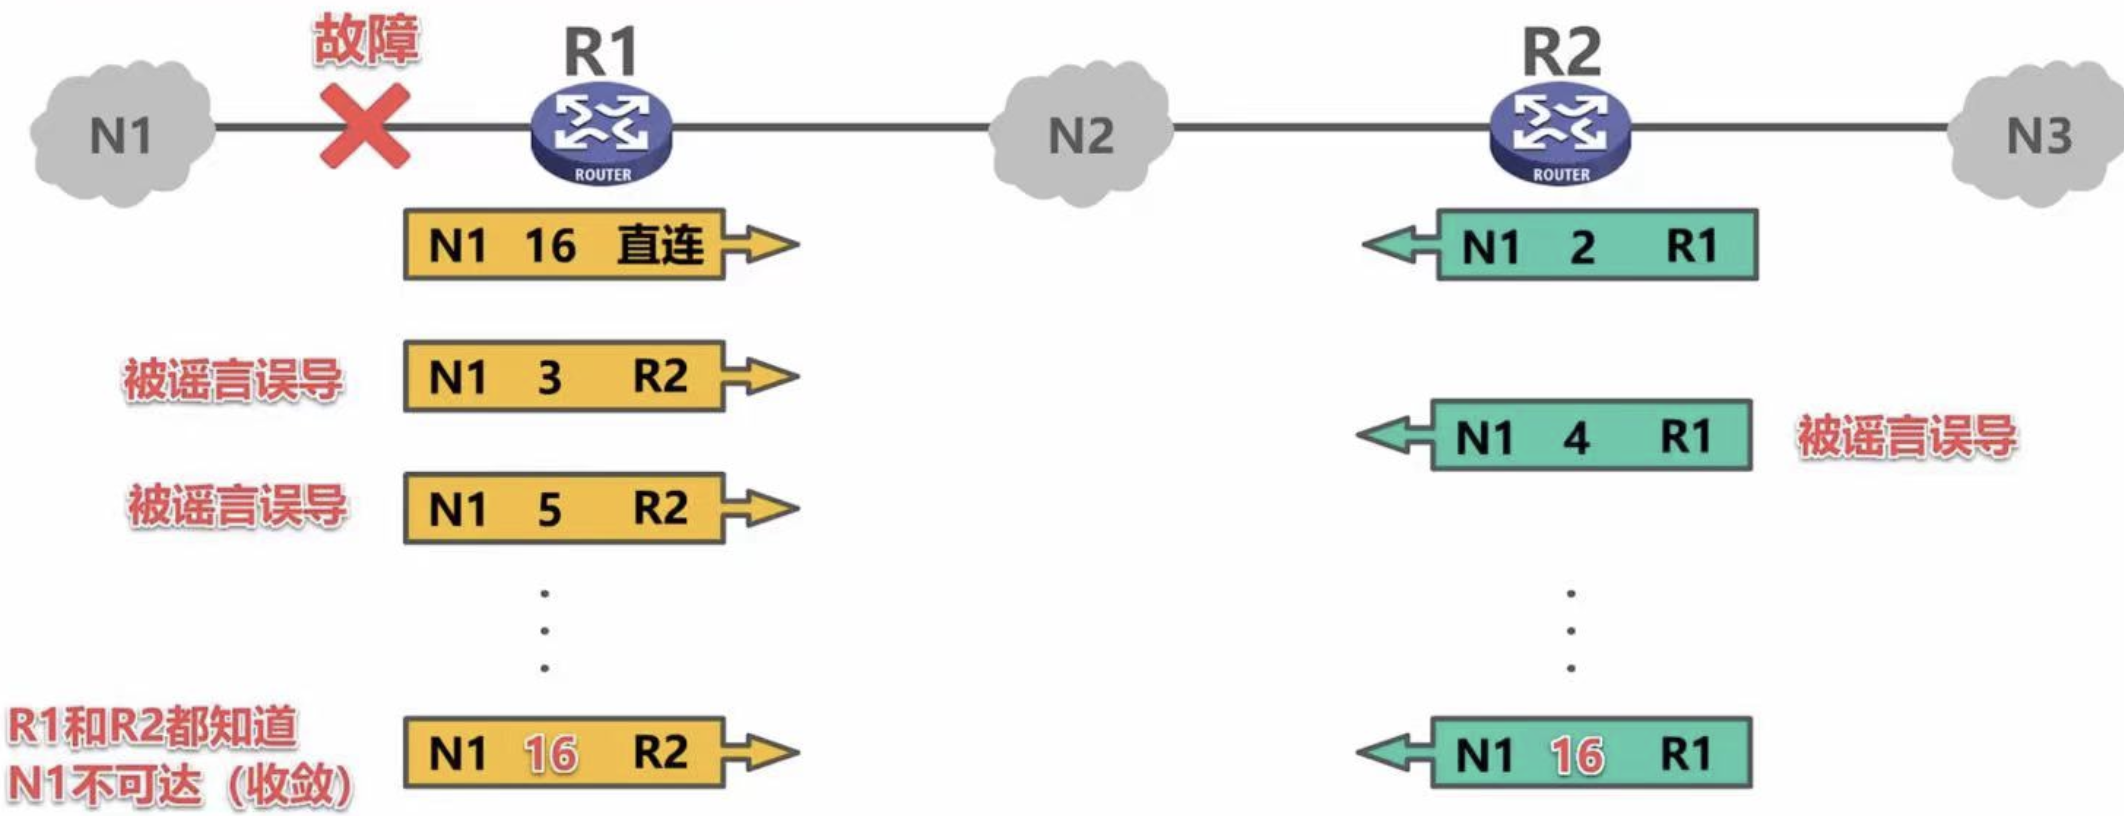 故障
R1
R2
N1
N2
N3
ROUTER
ROUTER
N1 16 直连
N1 2 R1
被谣言误导
N1 3 R2
N1 4 R1
被谣言误导
被谣言误导
N1 5 R2
R1和R2都知道
N1不可达（收敛）
N1 16 R2
N1 16 R1